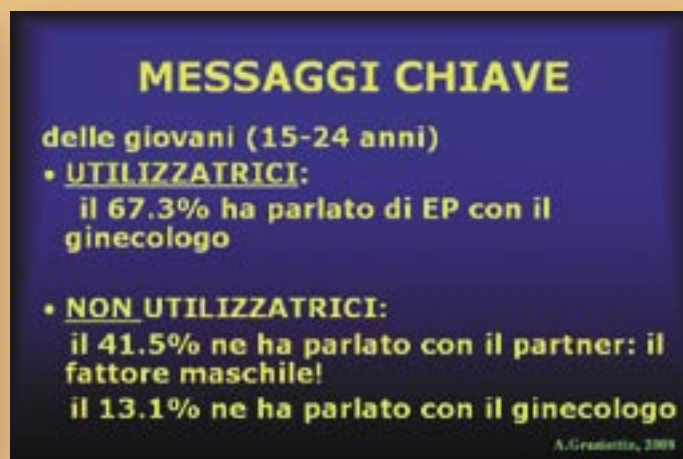 MESSAGGI CHIAVE
delle giovani (15-24 anni)
• UTILIZZATRICI:
il 67.3% ha parlato di EP con il
ginecologo
• NON UTILIZZATRICI:
il 41.5% ne ha parlato con il partner: il
fattore maschile!
il 13.1% ne ha parlato con il ginecologo
A.Graziottin, 2008